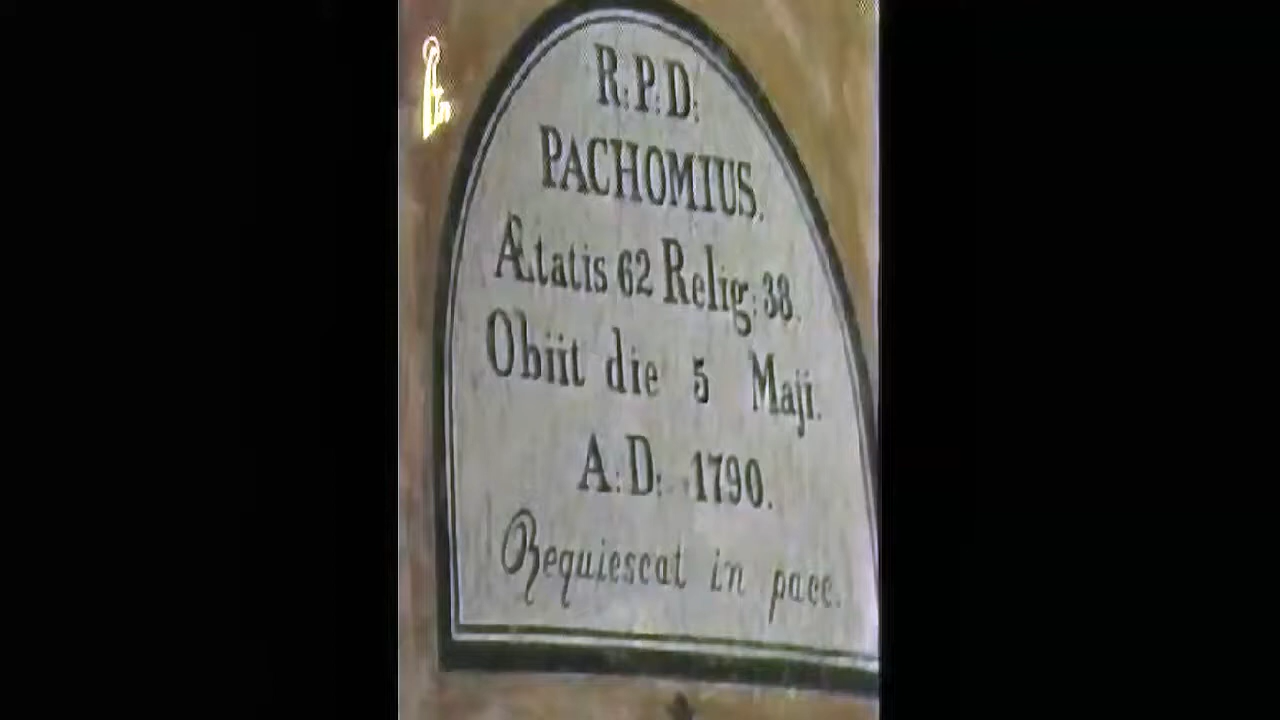 R: P: D:
PACHOMIUS.
Ætatis 62 Relig: 38.
Obiit die 5 Maji.
A: D: 1790.
Requiescat in pace.